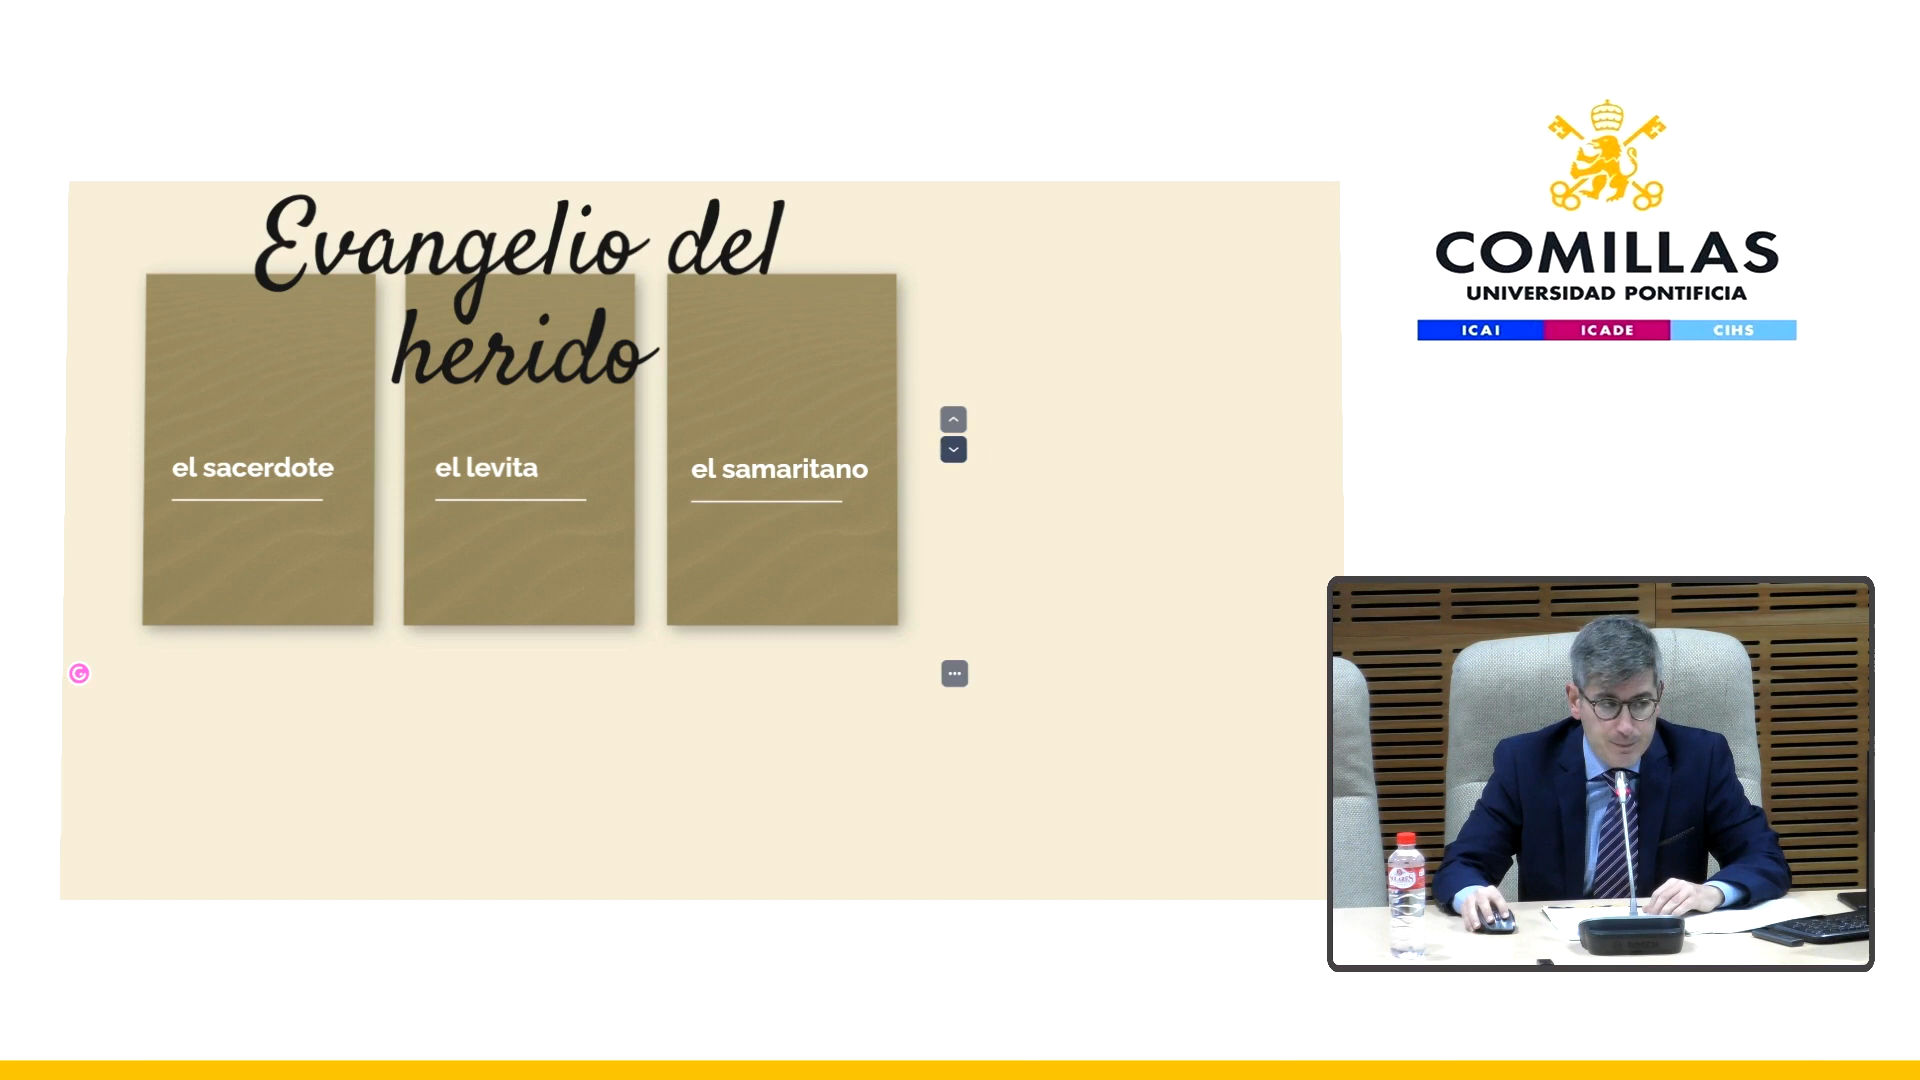 Evangelio del
herido
el sacerdote
el levita
el samaritano
COMILLAS
UNIVERSIDAD PONTIFICIA
ICAI ICADE CIHS